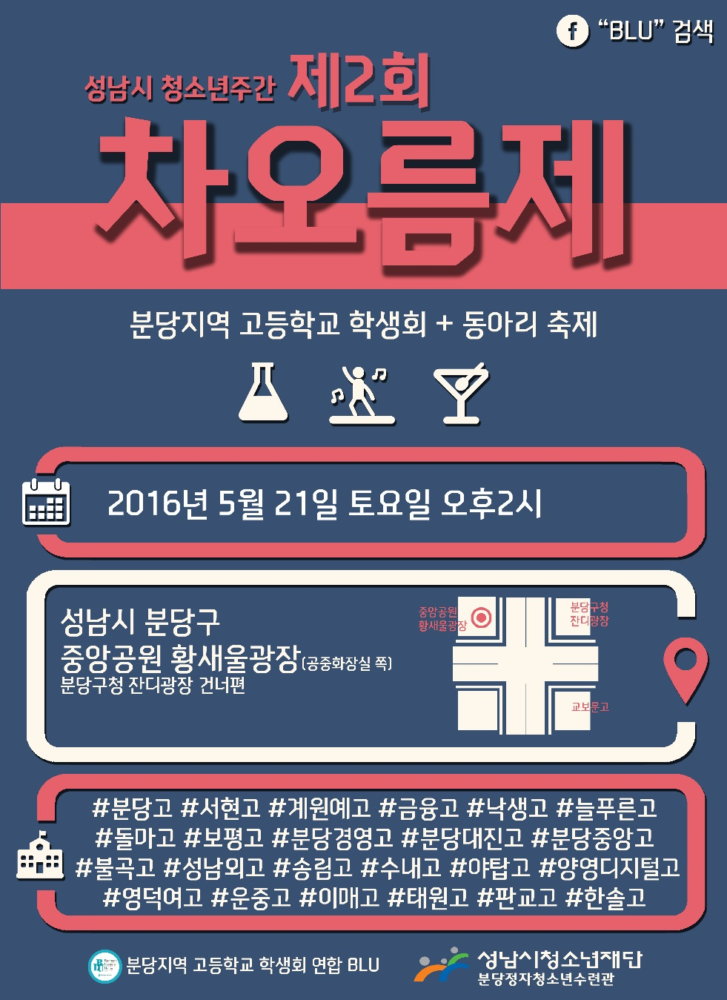 f "BLU" 검색
성남시 청소년주간 제2회
차오름제
분당지역 고등학교 학생회 + 동아리 축제
2016년 5월 21일 토요일 오후2시
성남시 분당구
중앙공원 황새울광장(공중화장실 쪽)
분당구청 잔디광장 건너편
중앙공원
황새울광장
분당구청
잔디광장
교보문고
#분당고 #서현고 #계원예고 #금융고 #낙생고 #늘푸른고
#돌마고 #보평고 #분당경영고 #분당대진고 #분당중앙고
#불곡고 #성남외고 #송림고 #수내고 #야탑고 #양영디지털고
#영덕여고 #운중고 #이매고 #태원고 #판교고 #한솔고
분당지역 고등학교 학생회 연합 BLU
성남시청소년재단
분당정자청소년수련관